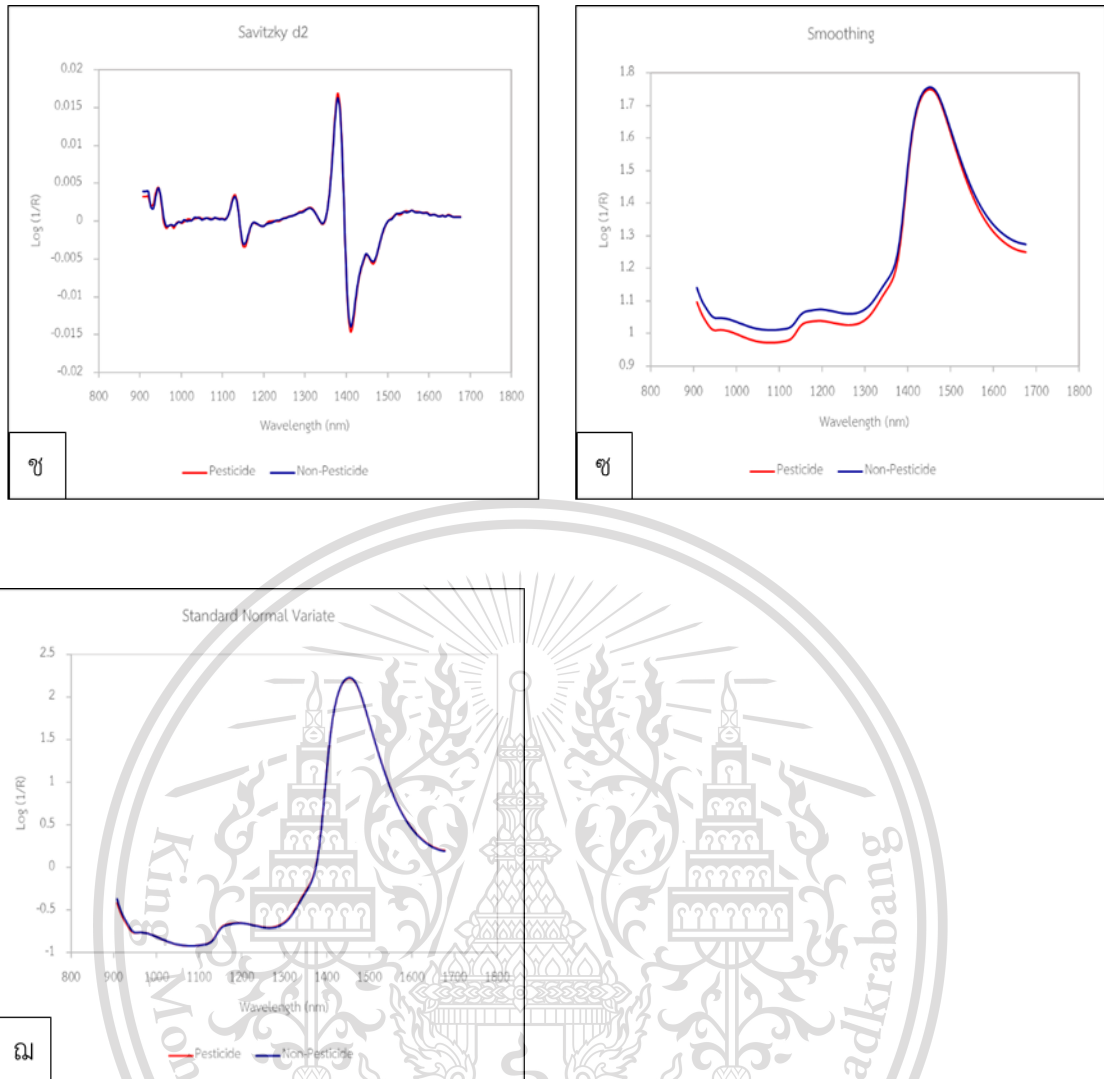 Savitzky d2
0.02
0.015
0.01
0.005
0
-0.005
-0.01
-0.015
-0.02
Log (1/R)
800 900 1000 1100 1200 1300 1400 1500 1600 1700 1800
Wavelength (nm)
Pesticide Non-Pesticide
ช
Smoothing
1.8
1.7
1.6
1.5
1.4
1.3
1.2
1.1
1
0.9
Log (1/R)
800 900 1000 1100 1200 1300 1400 1500 1600 1700 1800
Wavelength (nm)
Pesticide Non-Pesticide
ซ
Standard Normal Variate
2.5
2
1.5
1
0.5
0
-0.5
-1
Log (1/R)
800 900 1000 1100 1200 1300 1400 1500 1600 1700 1800
Wavelength (nm)
Pesticide Non-Pesticide
ฌ
King